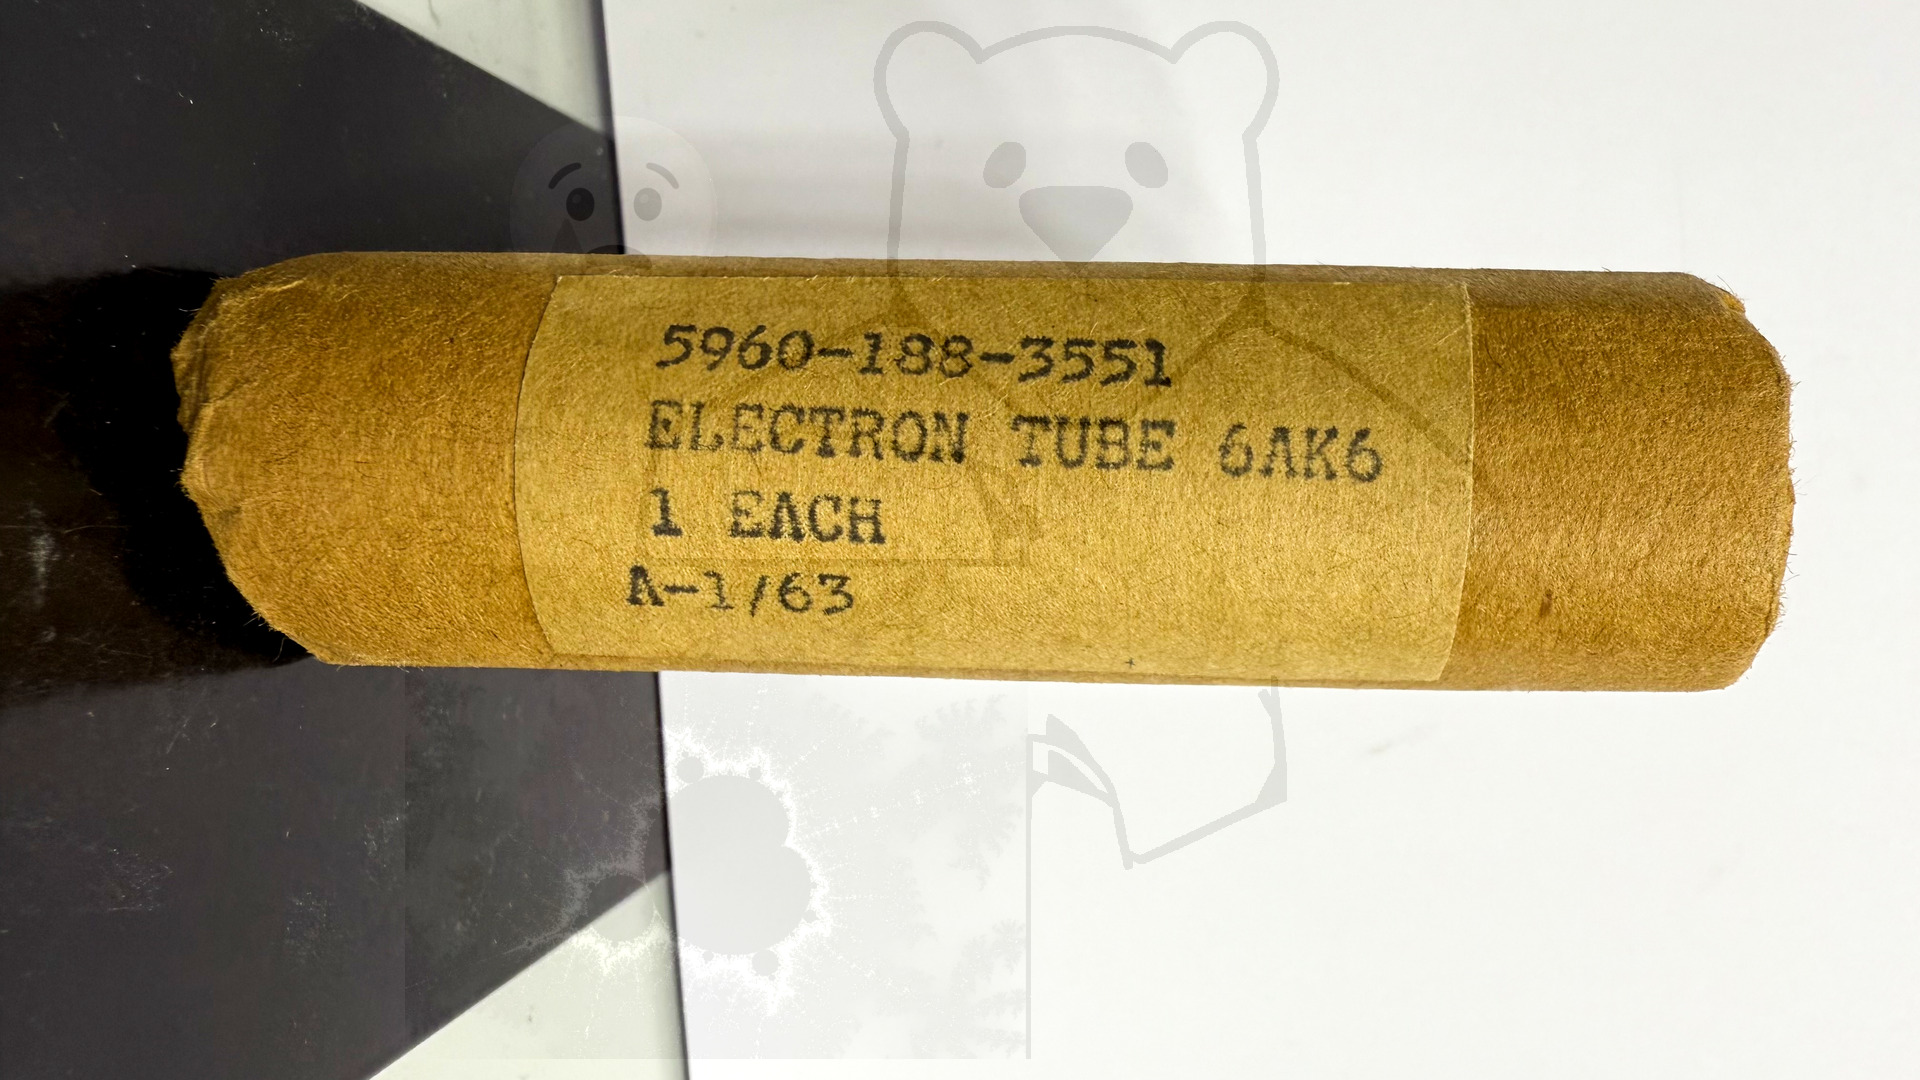 5960-188-3551
ELECTRON TUBE 6AK6
1 EACH
A-1/63